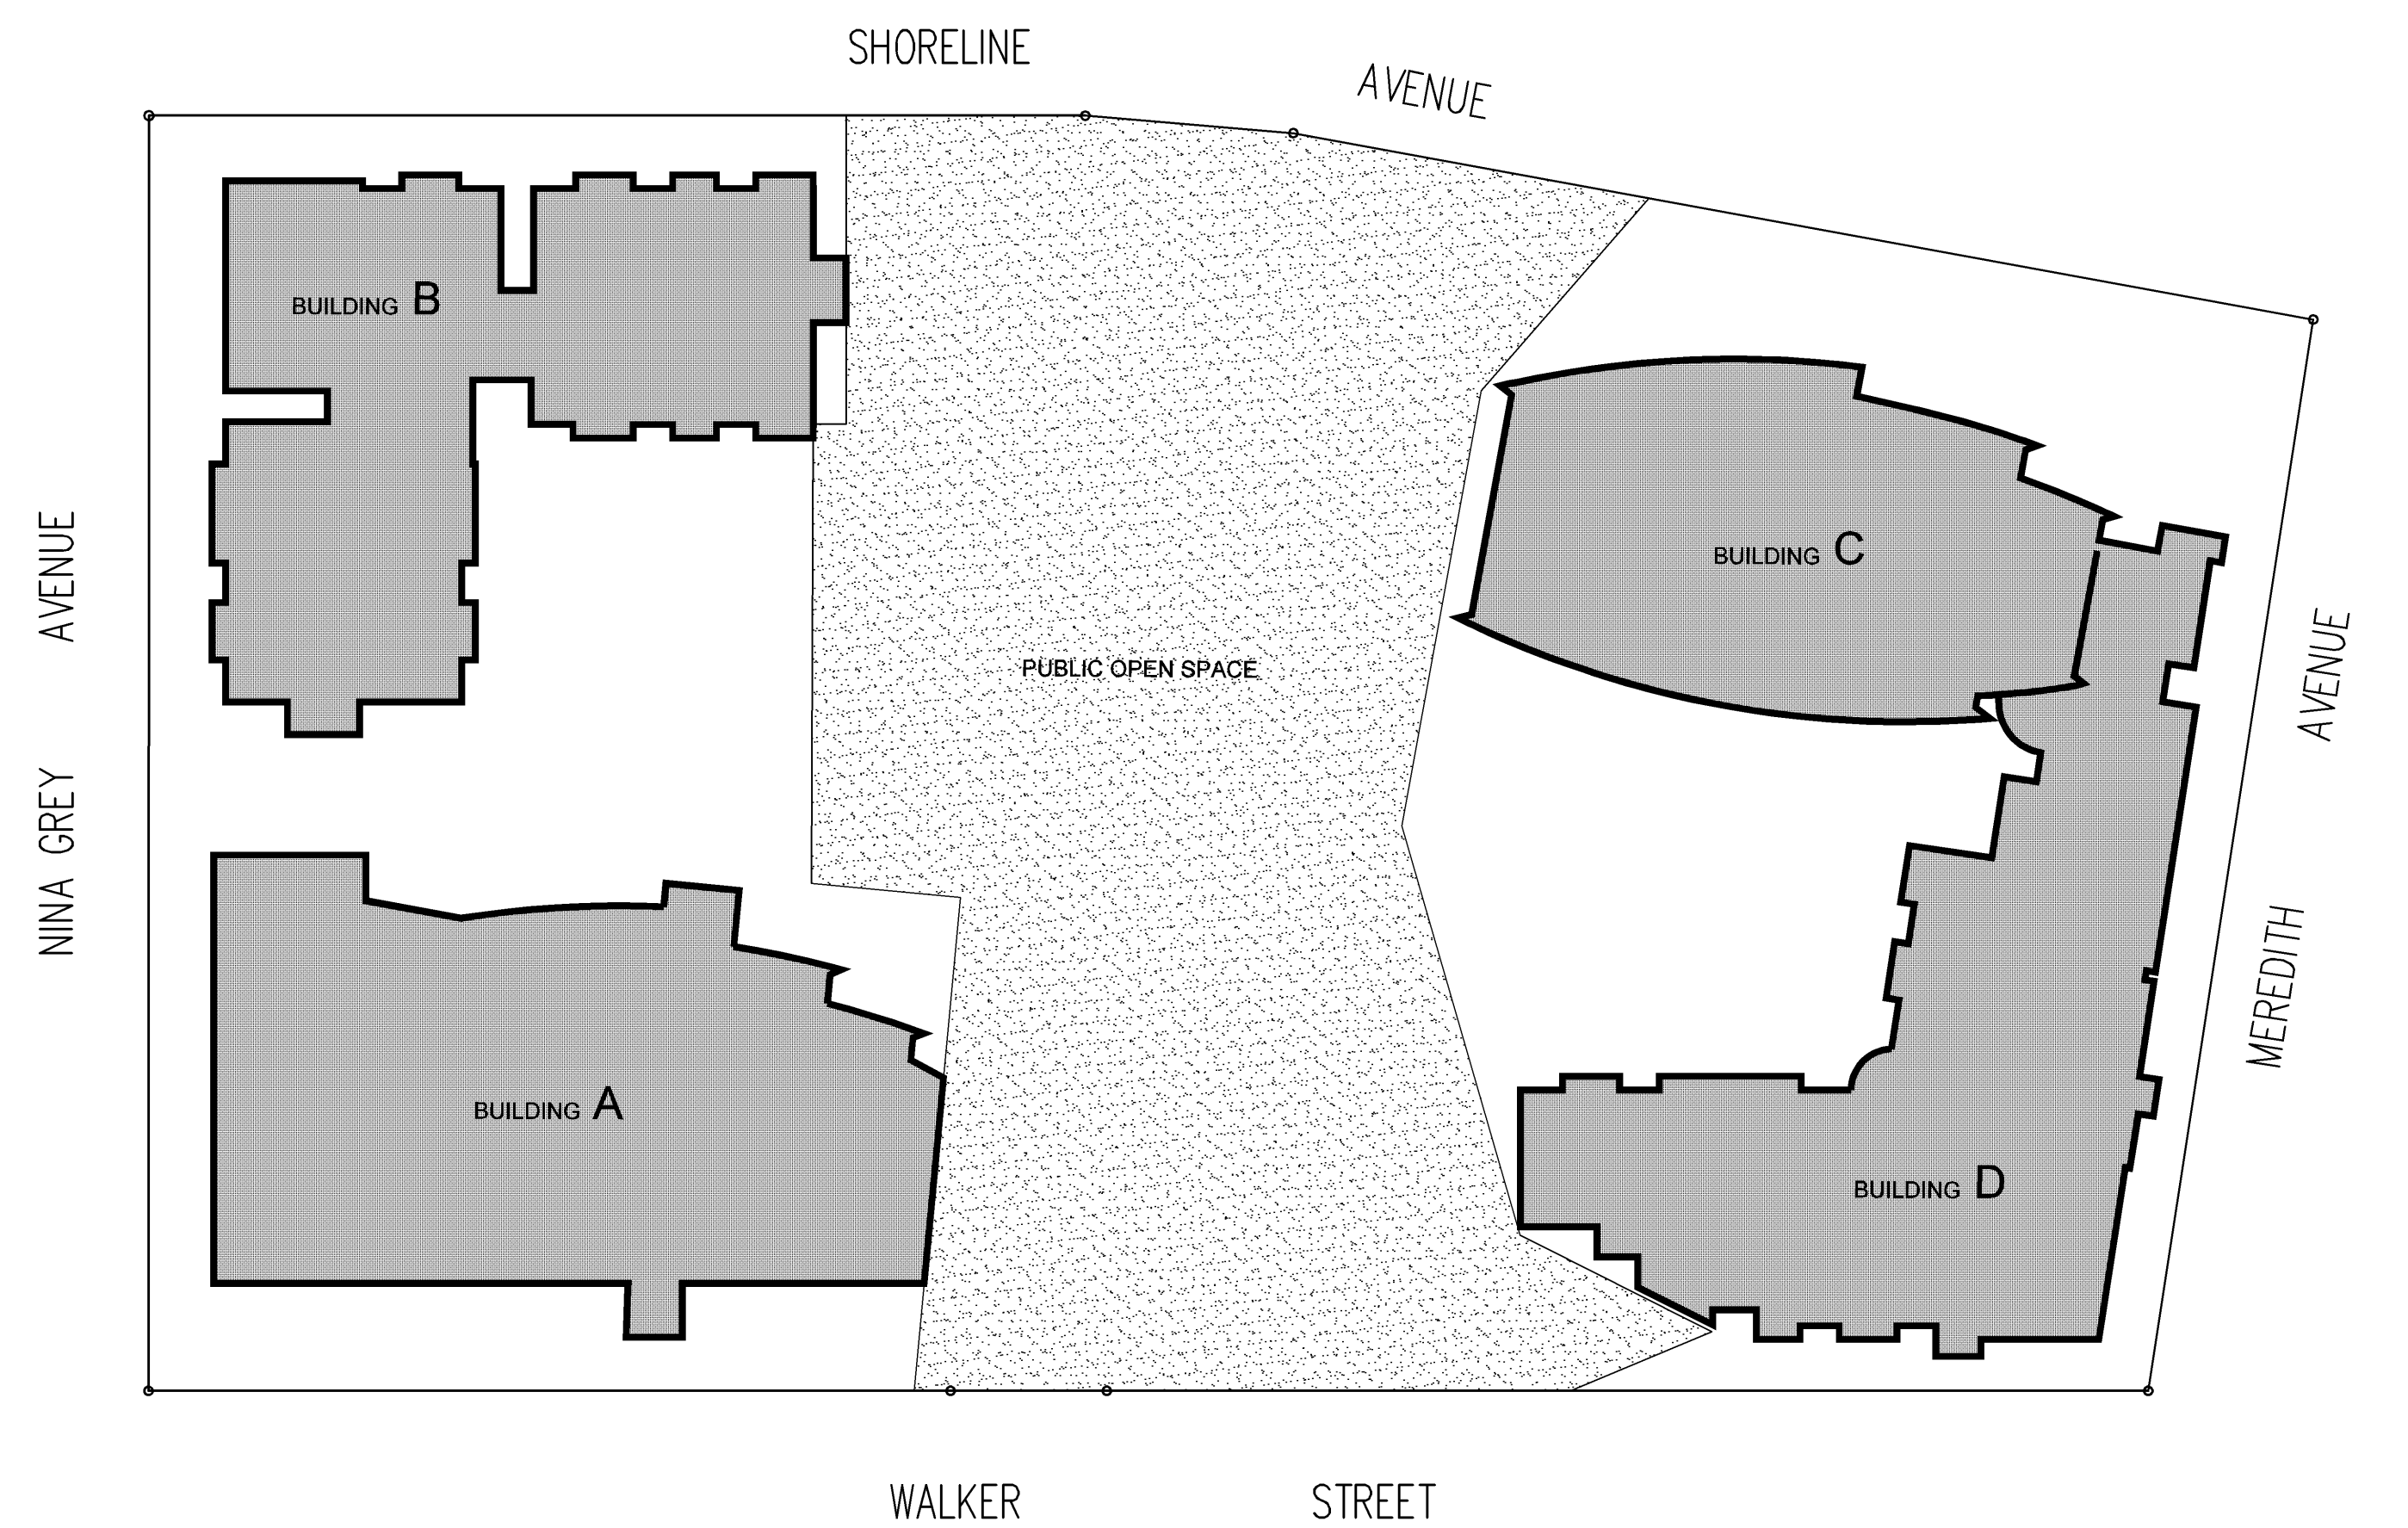 SHORELINE AVENUE
BUILDING B
NINA GREY AVENUE
BUILDING C
PUBLIC OPEN SPACE
MEREDITH AVENUE
BUILDING A
BUILDING D
WALKER STREET